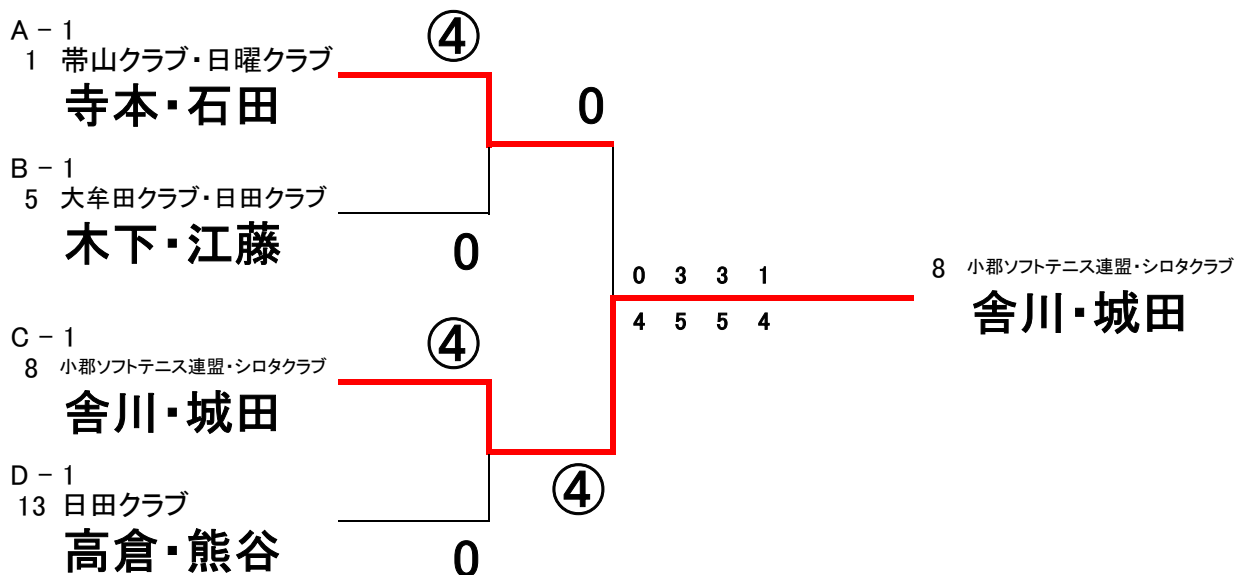 A－1
1 帯山クラブ・日曜クラブ
寺本・石田
④
0
B－1
5 大牟田クラブ・日田クラブ
木下・江藤
0
0 3 3 1
4 5 5 4
8 小郡ソフトテニス連盟・シロタクラブ
舎川・城田
C－1
8 小郡ソフトテニス連盟・シロタクラブ
舎川・城田
④
④
D－1
13 日田クラブ
高倉・熊谷
0